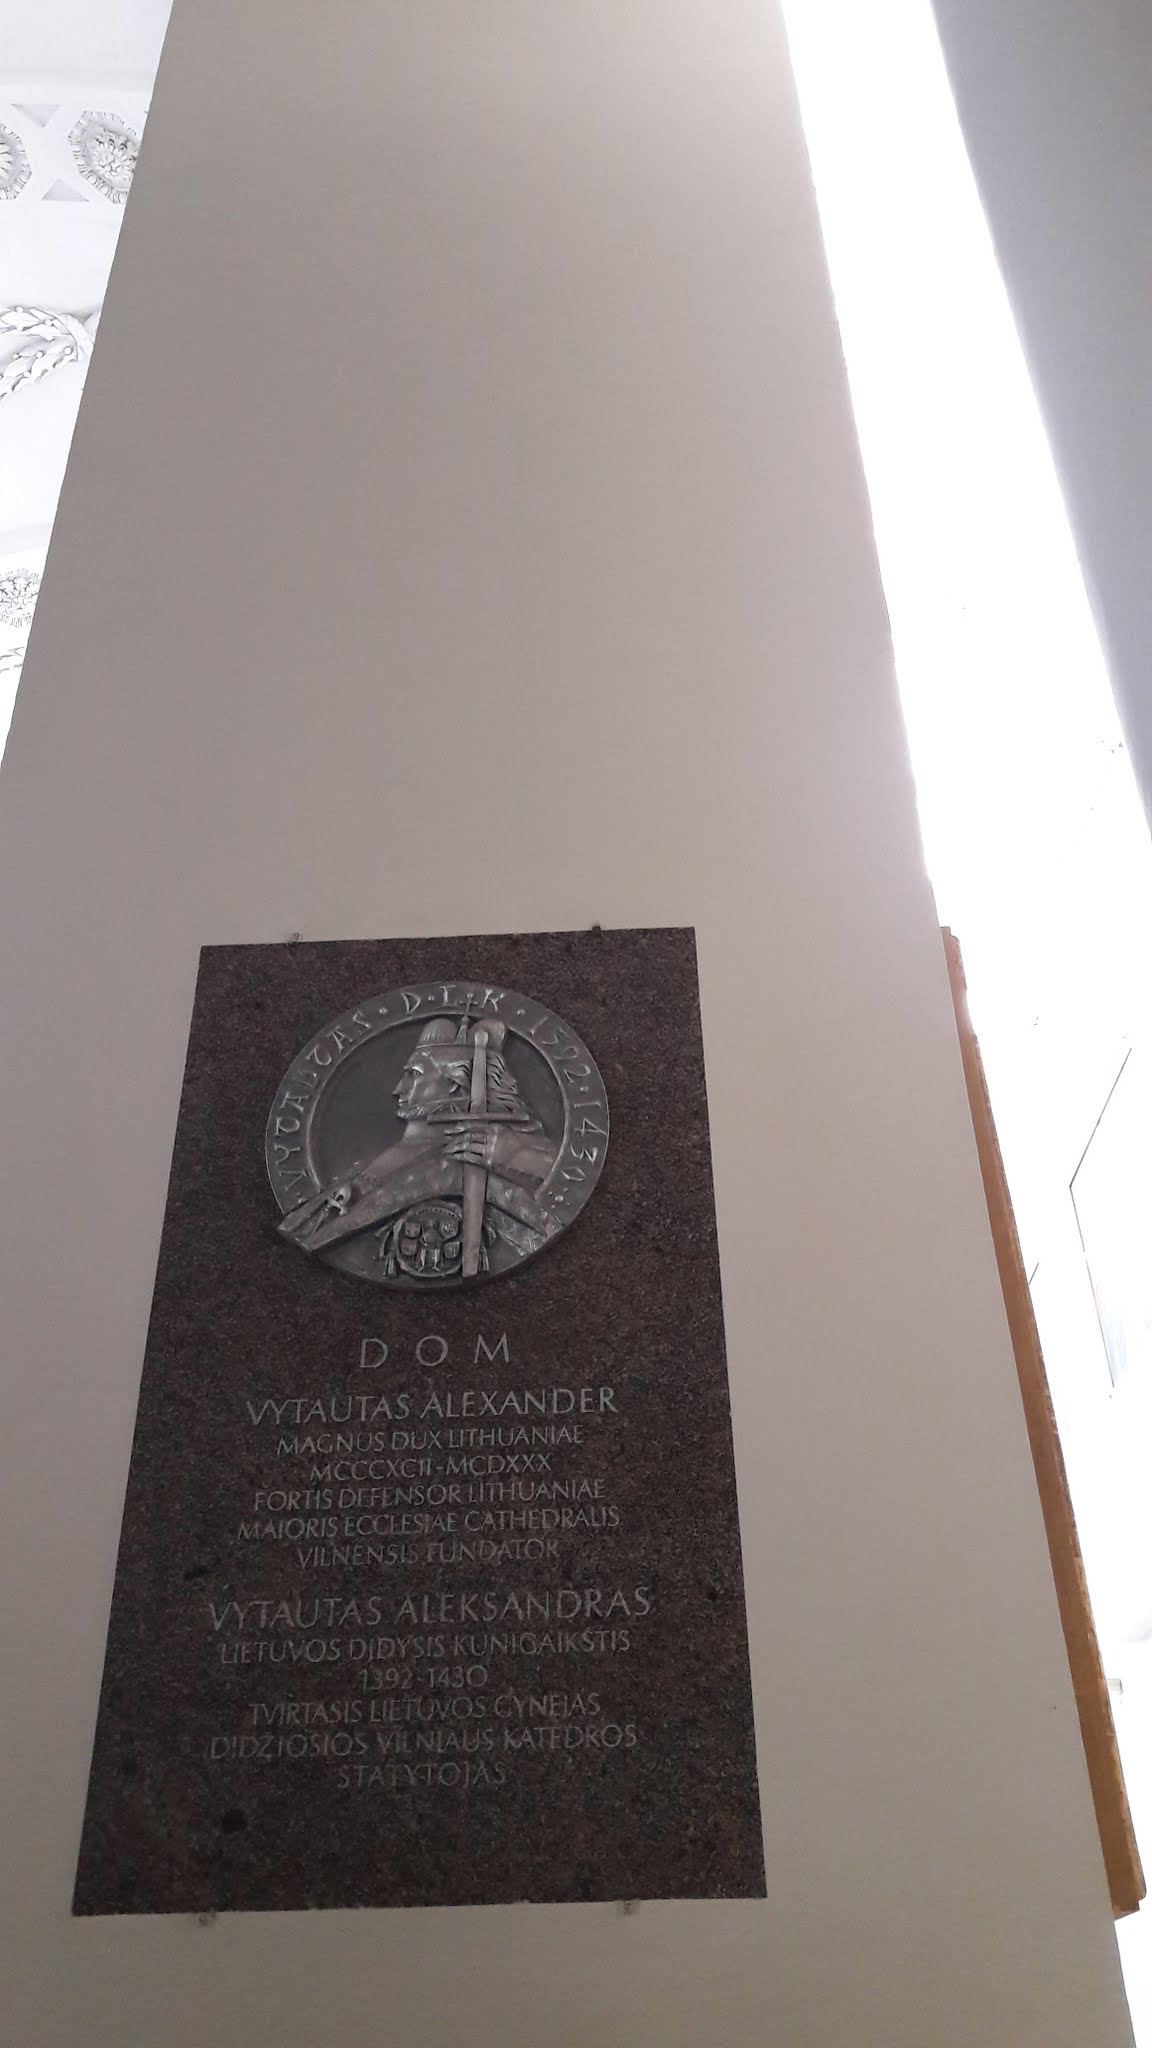 VYTAUTAS · D·L·K · 1392 · 1430 ·
D O M
VYTAUTAS ALEXANDER
MAGNUS DUX LITHUANIAE
MCCCXCII-MCDXXX
FORTIS DEFENSOR LITHUANIAE
MAIORIS ECCLESIAE CATHEDRALIS
VILNENSIS FUNDATOR
VYTAUTAS ALEKSANDRAS
LIETUVOS DIDYSIS KUNIGAIKŠTIS
1392-1430
TVIRTASIS LIETUVOS GYNĖJAS
DIDŽIOSIOS VILNIAUS KATEDROS
STATYTOJAS